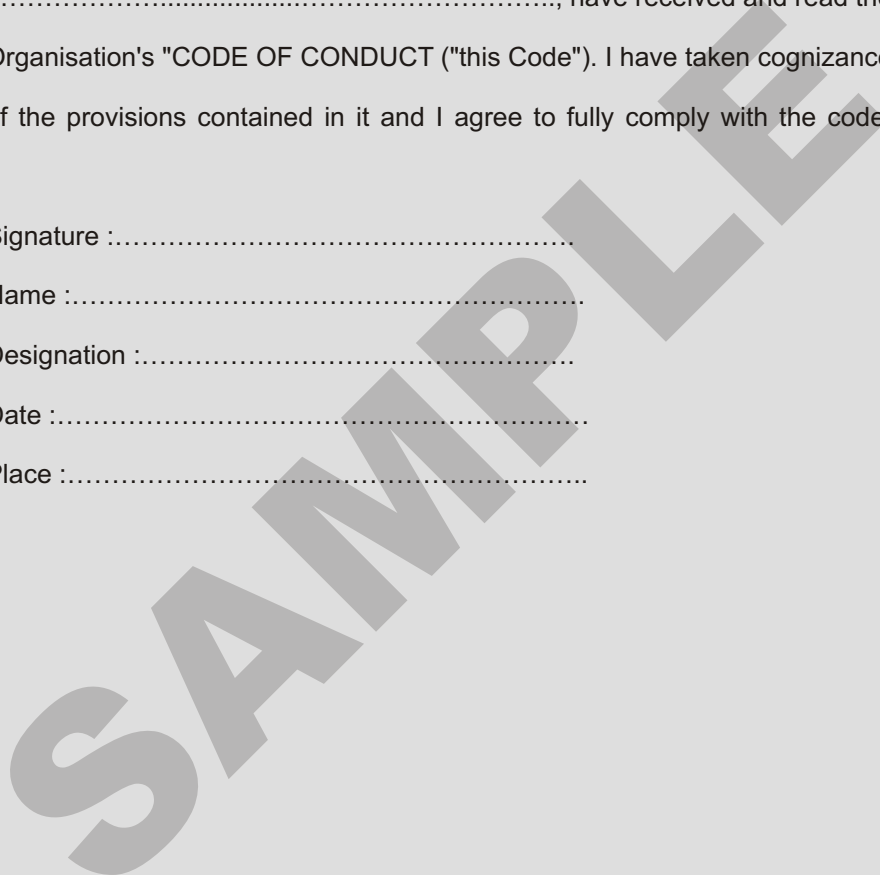 ……………….....................……………………….., have received and read the
Organisation's "CODE OF CONDUCT ("this Code"). I have taken cognizance
of the provisions contained in it and I agree to fully comply with the code
Signature :……………………………………………..
Name :………………………………………………….
Designation :…………………………………………..
Date :……………………………………………………
Place :…………………………………………………..
SAMPLE